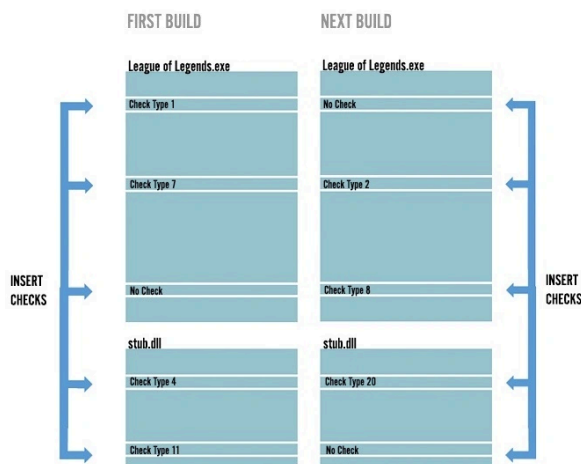 FIRST BUILD
NEXT BUILD
League of Legends.exe
League of Legends.exe
Check Type 1
No Check
Check Type 7
Check Type 2
INSERT
CHECKS
No Check
Check Type 8
INSERT
CHECKS
stub.dll
stub.dll
Check Type 4
Check Type 20
Check Type 11
No Check